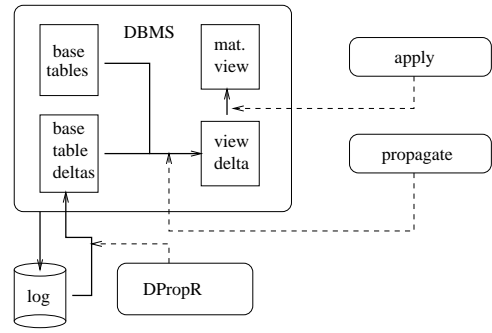 DBMS
base
tables
mat.
view
apply
base
table
deltas
view
delta
propagate
log
DPropR